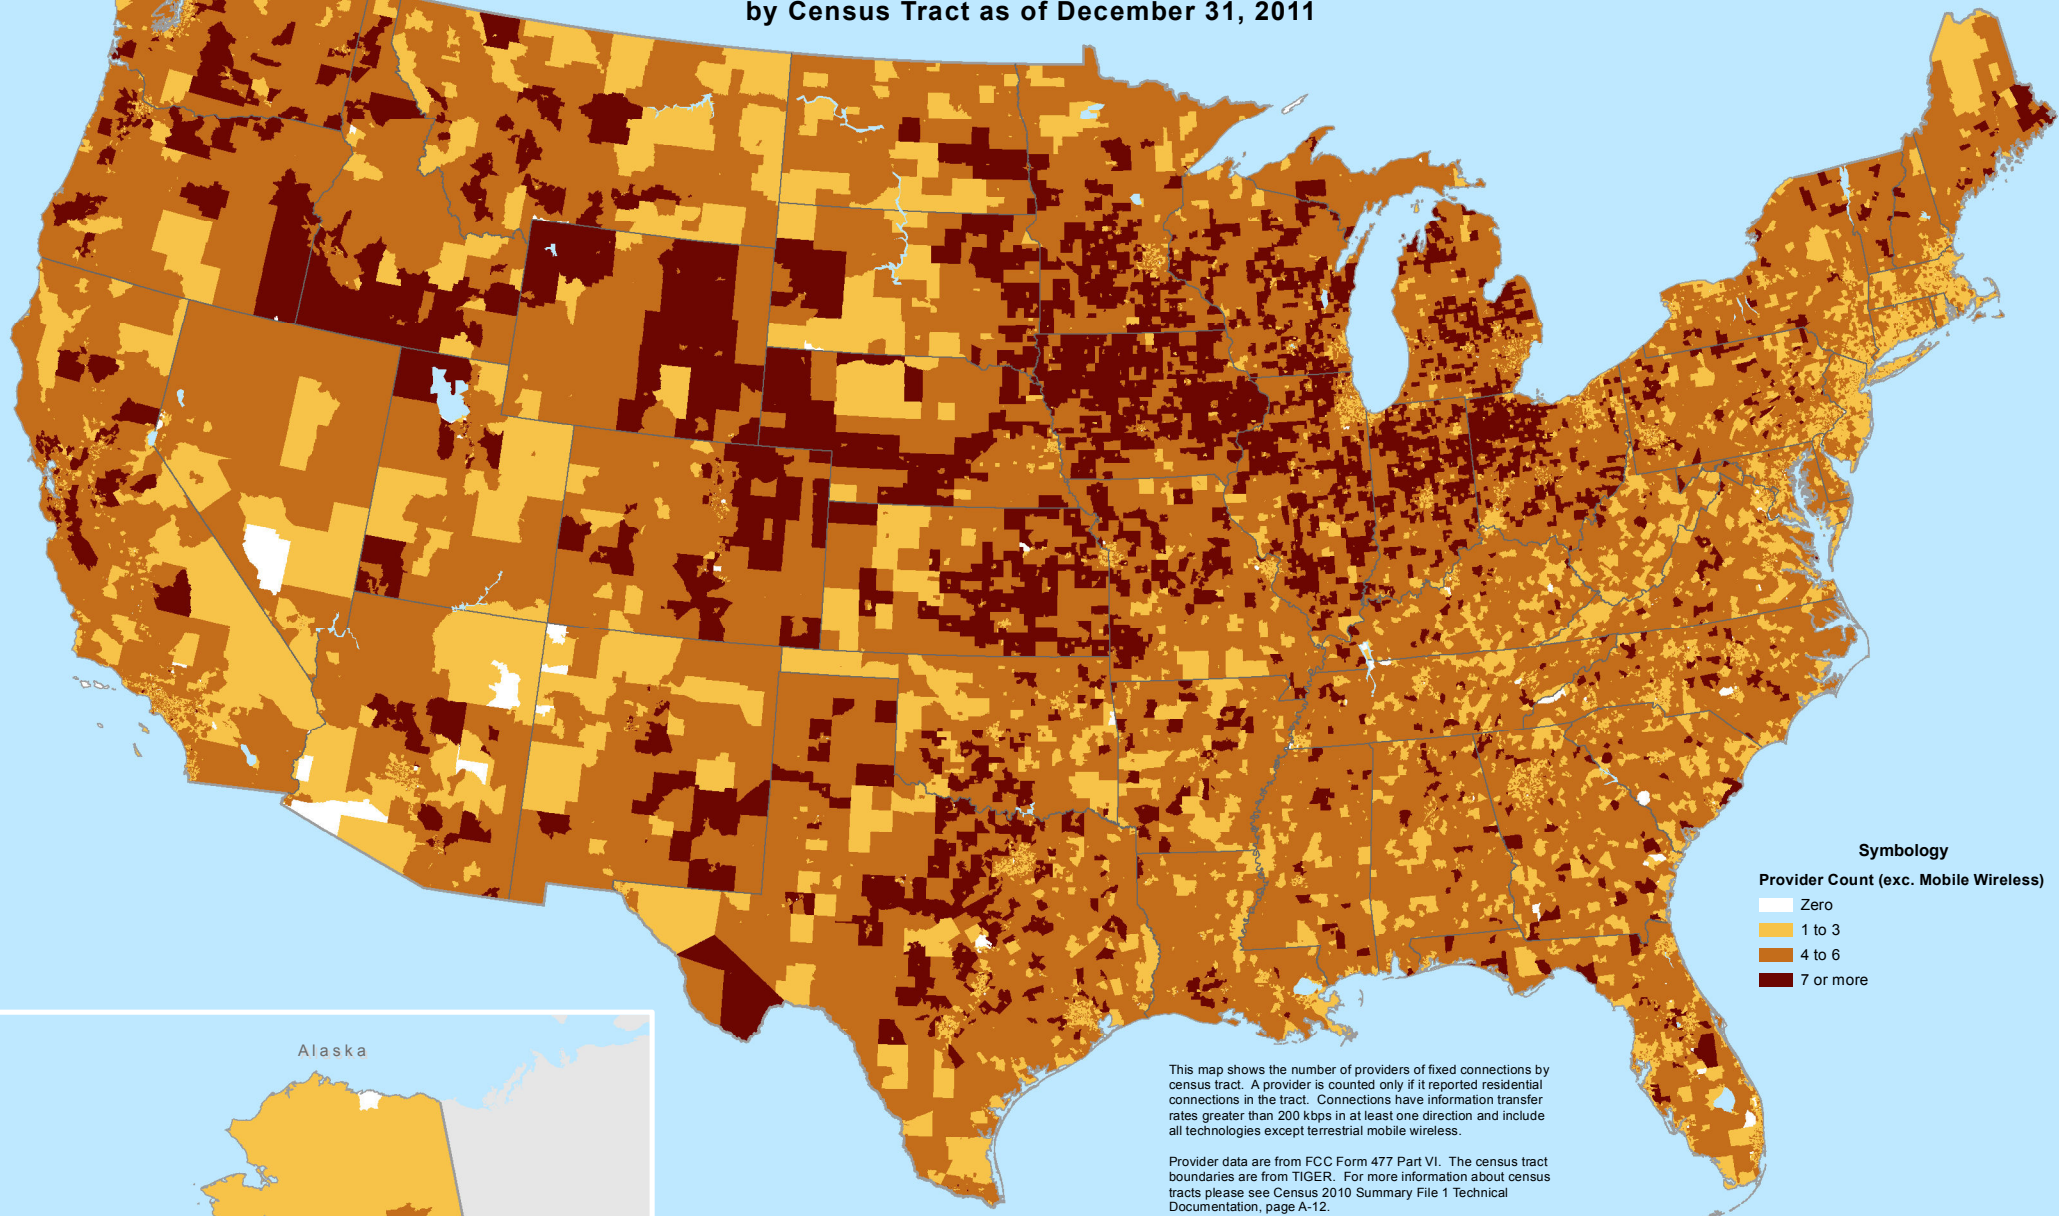 by Census Tract as of December 31, 2011
Symbology
Provider Count (exc. Mobile Wireless)
Zero
1 to 3
4 to 6
7 or more
Alaska
This map shows the number of providers of fixed connections by
census tract. A provider is counted only if it reported residential
connections in the tract. Connections have information transfer
rates greater than 200 kbps in at least one direction and include
all technologies except terrestrial mobile wireless.
Provider data are from FCC Form 477 Part VI. The census tract
boundaries are from TIGER. For more information about census
tracts please see Census 2010 Summary File 1 Technical
Documentation, page A-12.